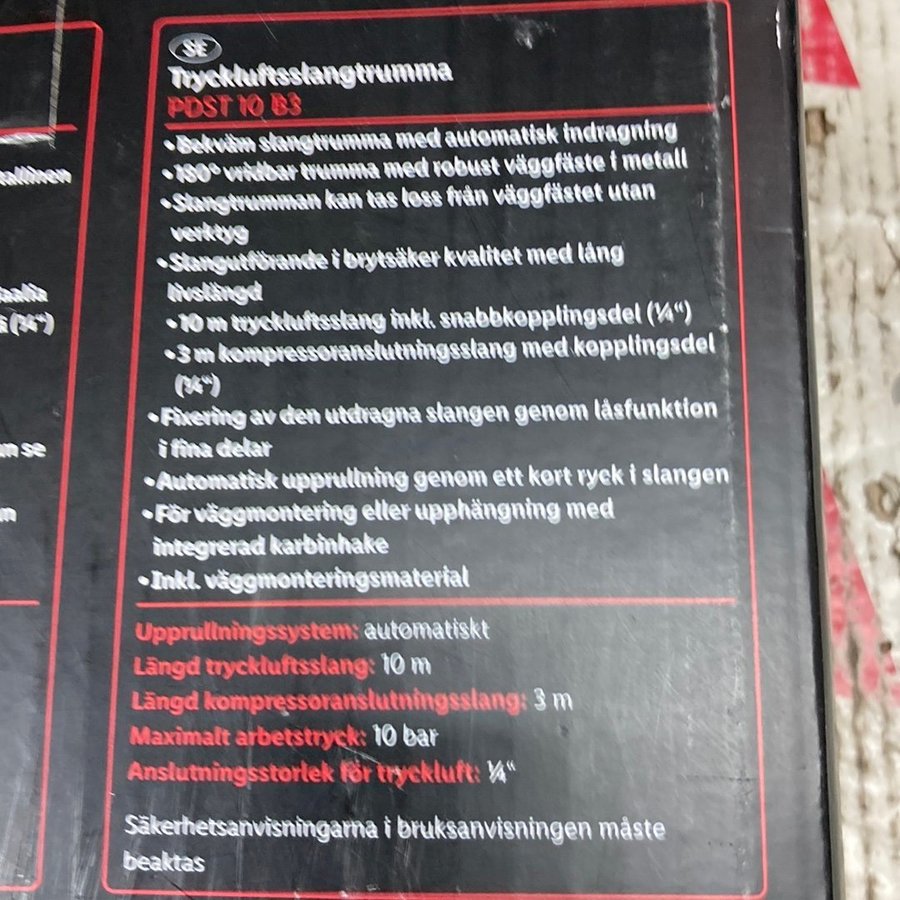 SE
Tryckluftsslangtrumma
PDST 10 B3
• Bekväm slangtrumma med automatisk indragning
• 180° vridbar trumma med robust väggfäste i metall
• Slangtrumman kan tas loss från väggfästet utan
verktyg
• Slangutförande i brytsäker kvalitet med lång
livslängd
• 10 m tryckluftsslang inkl. snabbkopplingsdel (¼“)
• 3 m kompressoranslutningsslang med kopplingsdel
(¼“)
• Fixering av den utdragna slangen genom låsfunktion
i fina delar
• Automatisk upprullning genom ett kort ryck i slangen
• För väggmontering eller upphängning med
integrerad karbinhake
• Inkl. väggmonteringsmaterial
Upprullningssystem: automatiskt
Längd tryckluftsslang: 10 m
Längd kompressoranslutningsslang: 3 m
Maximalt arbetstryck: 10 bar
Anslutningsstorlek för tryckluft: ¼“
Säkerhetsanvisningarna i bruksanvisningen måste
beaktas